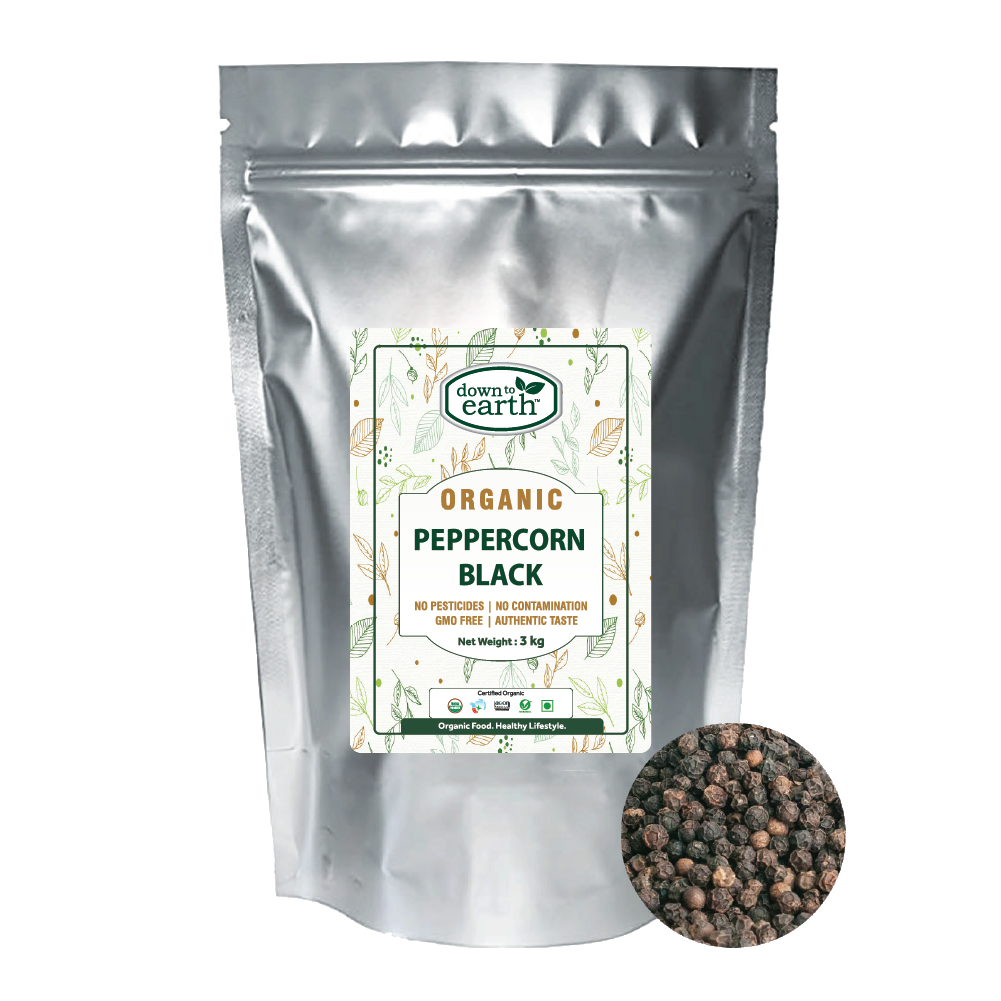 down to
earth™
ORGANIC
PEPPERCORN
BLACK
NO PESTICIDES | NO CONTAMINATION
GMO FREE | AUTHENTIC TASTE
Net Weight : 3 kg
Certified Organic
Organic Food. Healthy Lifestyle.